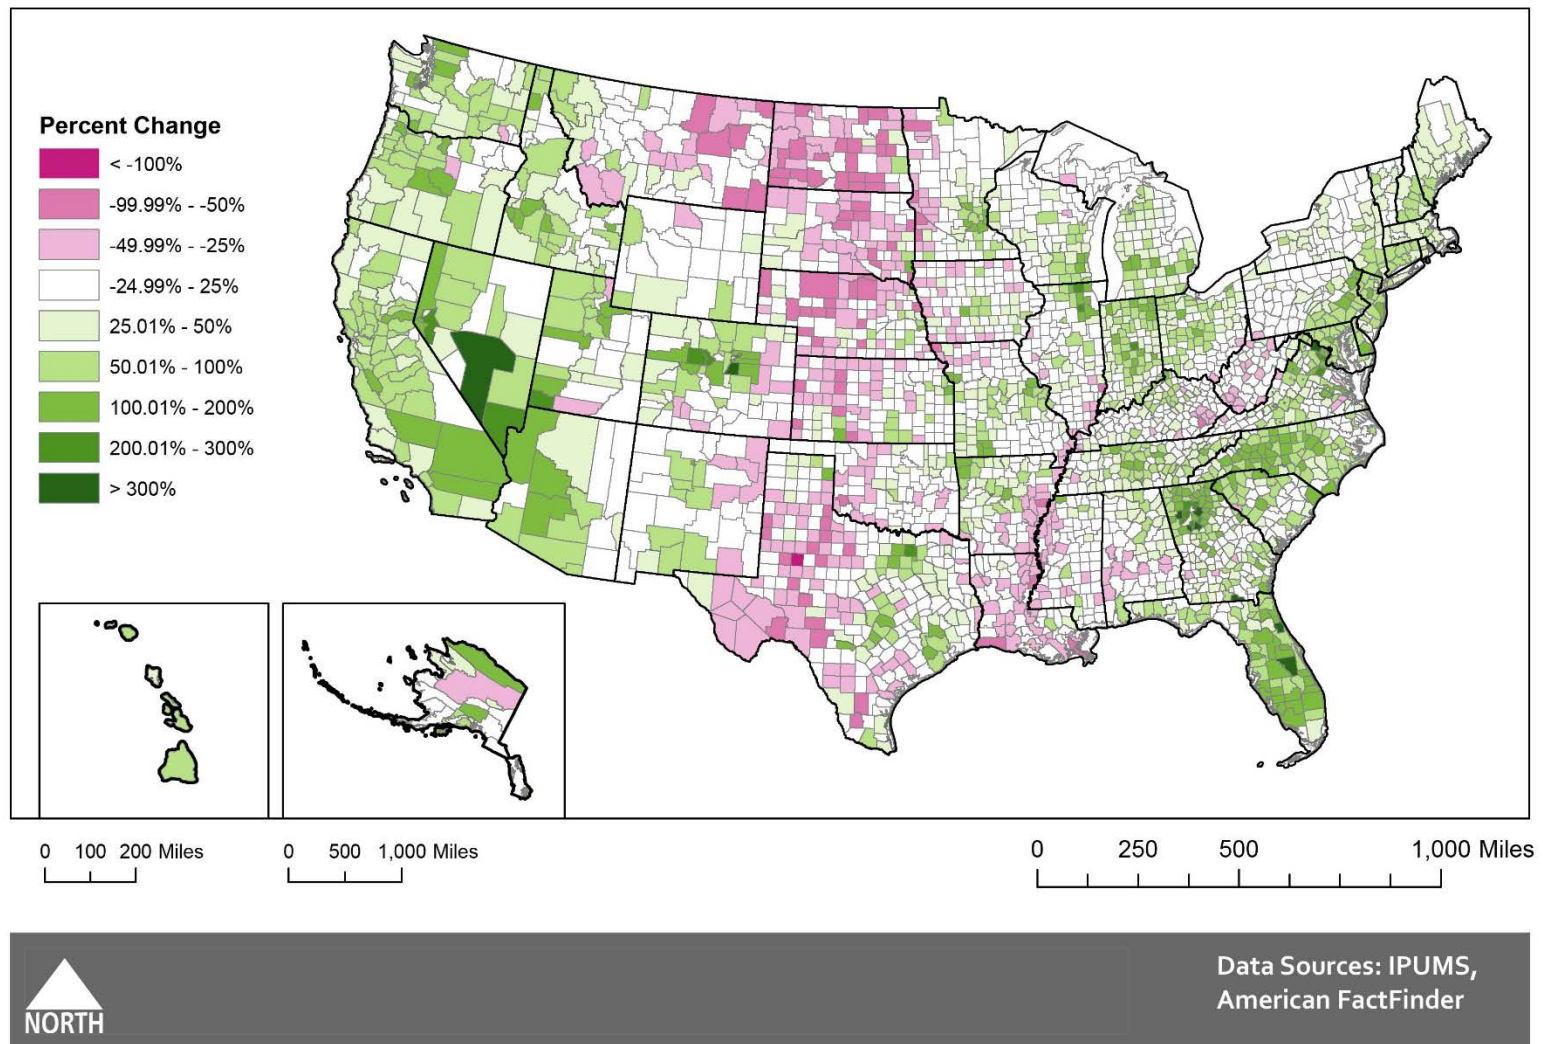 Percent Change
< -100%
-99.99% - -50%
-49.99% - -25%
-24.99% - 25%
25.01% - 50%
50.01% - 100%
100.01% - 200%
200.01% - 300%
> 300%
0 100 200 Miles
0 500 1,000 Miles
0 250 500 1,000 Miles
NORTH
Data Sources: IPUMS,
American FactFinder